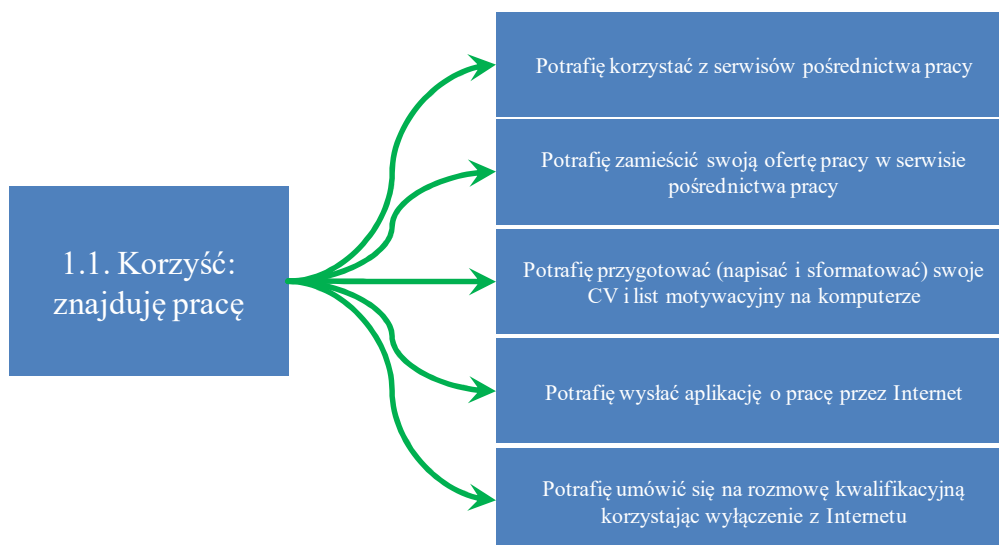 1.1. Korzyść:
znajduję pracę
Potrafię korzystać z serwisów pośrednictwa pracy
Potrafię zamieścić swoją ofertę pracy w serwisie
pośrednictwa pracy
Potrafię przygotować (napisać i sformatować) swoje
CV i list motywacyjny na komputerze
Potrafię wysłać aplikację o pracę przez Internet
Potrafię umówić się na rozmowę kwalifikacyjną
korzystając wyłączenie z Internetu